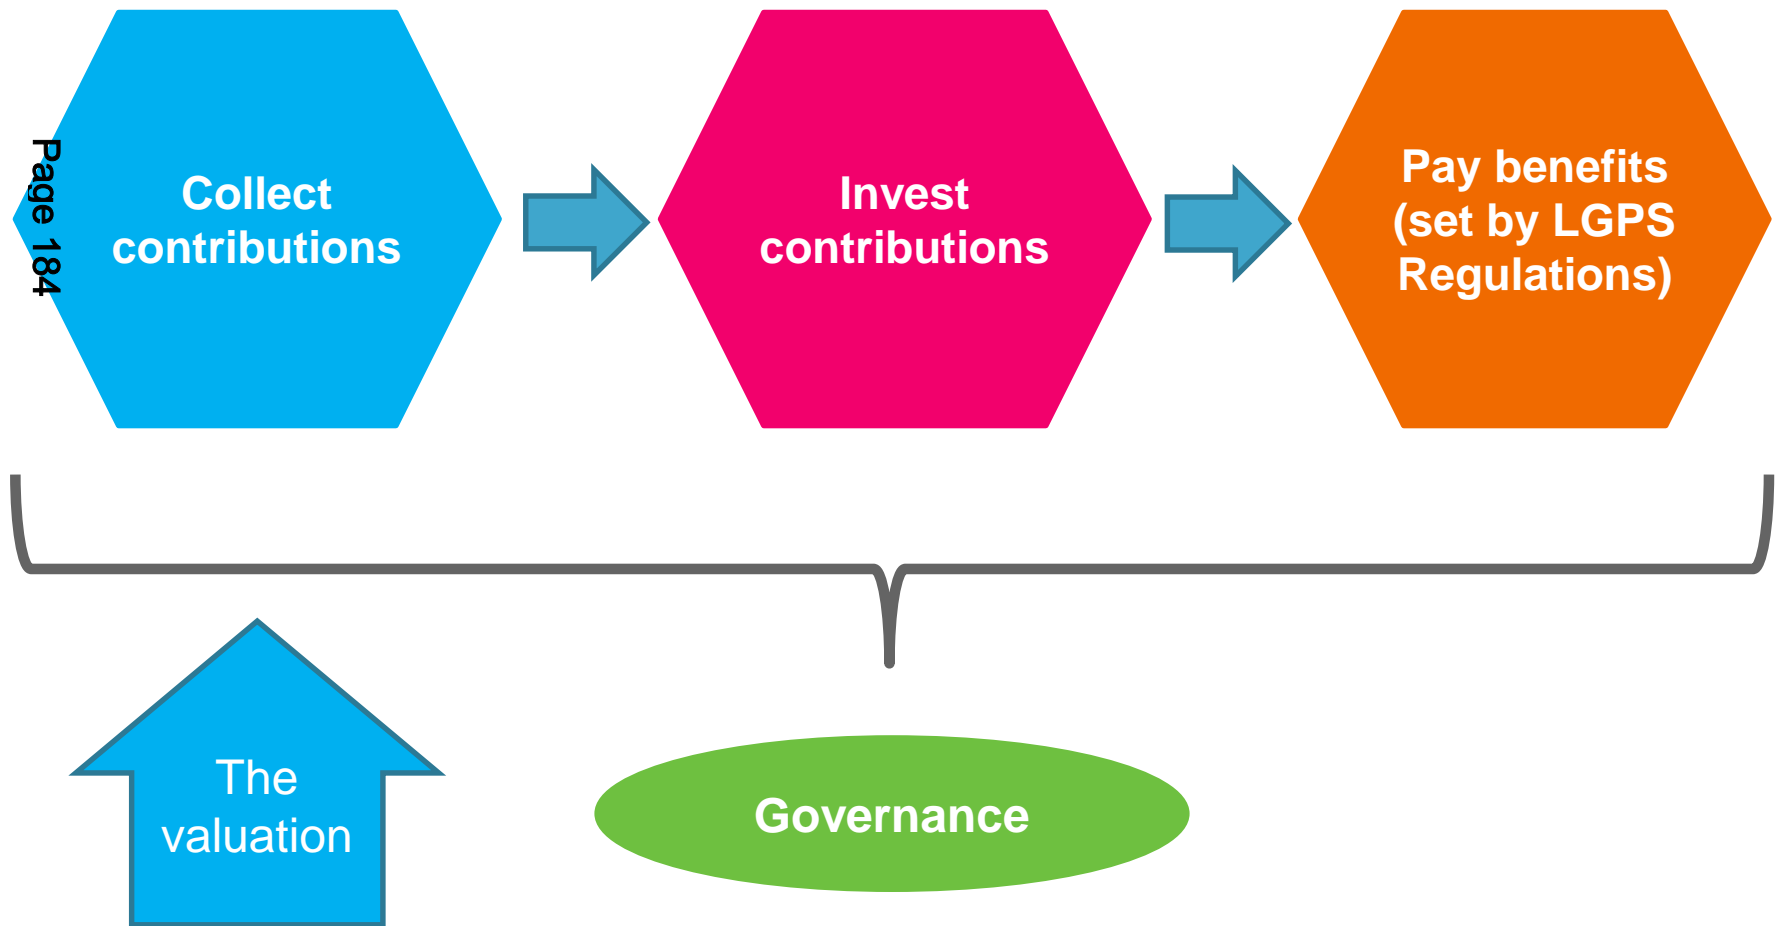 Page 184
Collect
contributions
Invest
contributions
Pay benefits
(set by LGPS
Regulations)
The
valuation
Governance